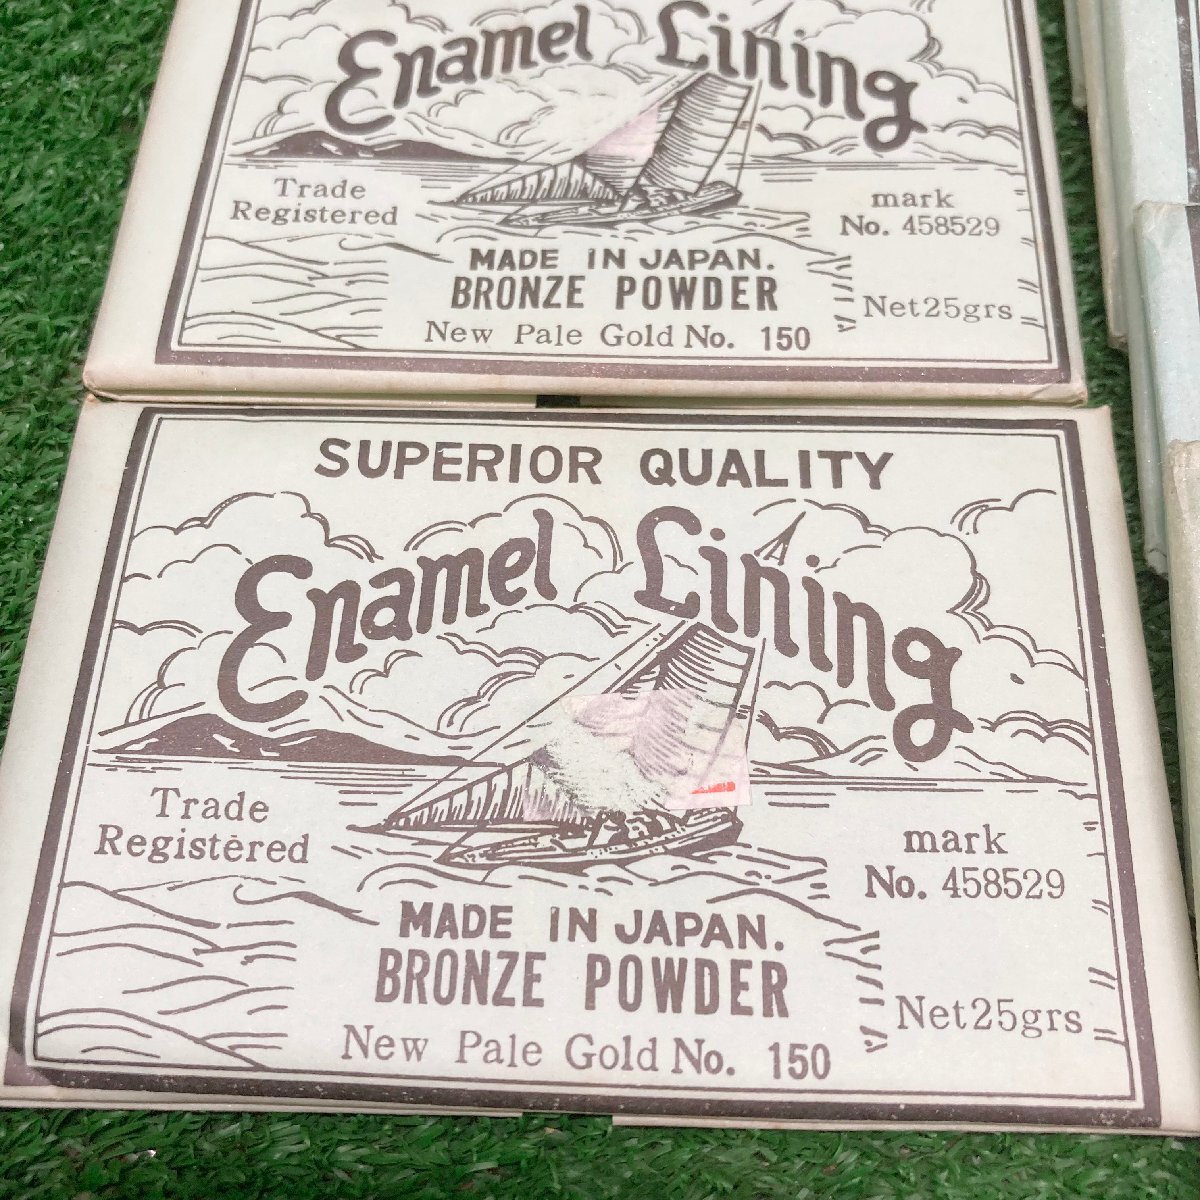 Enamel Lining
Trade
Registered
mark
No. 458529
MADE IN JAPAN.
BRONZE POWDER
Net25grs
New Pale Gold No. 150
SUPERIOR QUALITY
Enamel Lining
Trade
Registered
mark
No. 458529
MADE IN JAPAN.
BRONZE POWDER
Net25grs
New Pale Gold No. 150